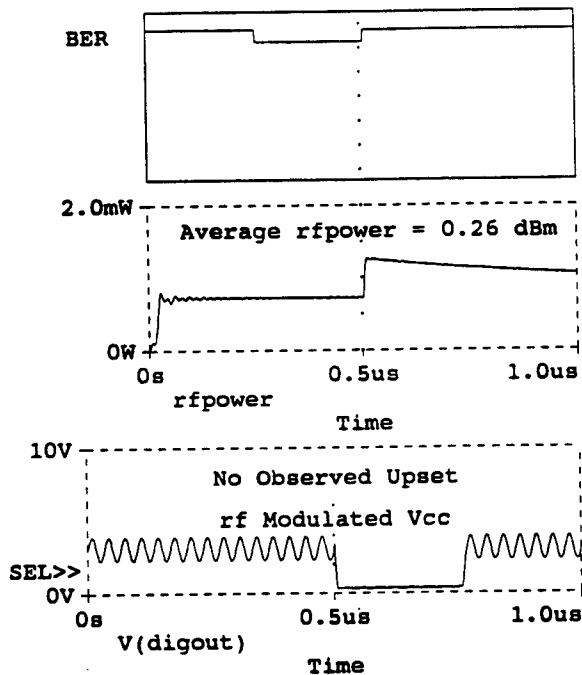 BER
2.0mW
Average rfpower = 0.26 dBm
0W
0s 0.5us 1.0us
rfpower
Time
10V
No Observed Upset
rf Modulated Vcc
SEL>>
0V
0s 0.5us 1.0us
V(digout)
Time